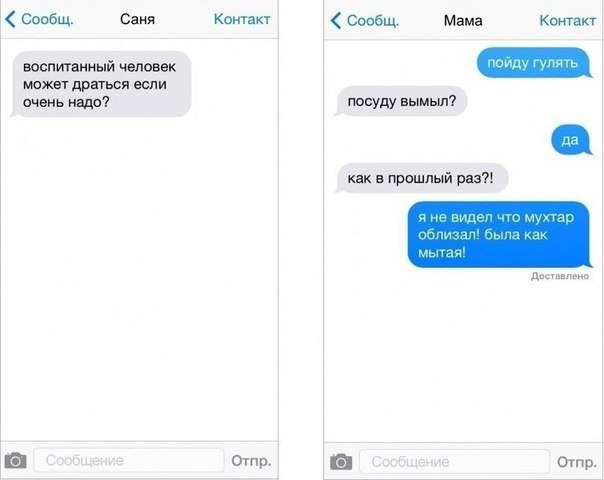 Сообщ. Саня Контакт
воспитанный человек
может драться если
очень надо?
Сообщение Отпр.
Сообщ. Мама Контакт
пойду гулять
посуду вымыл?
да
как в прошлый раз?!
я не видел что мухтар
облизал! была как
мытая!
Доставлено
Сообщение Отпр.